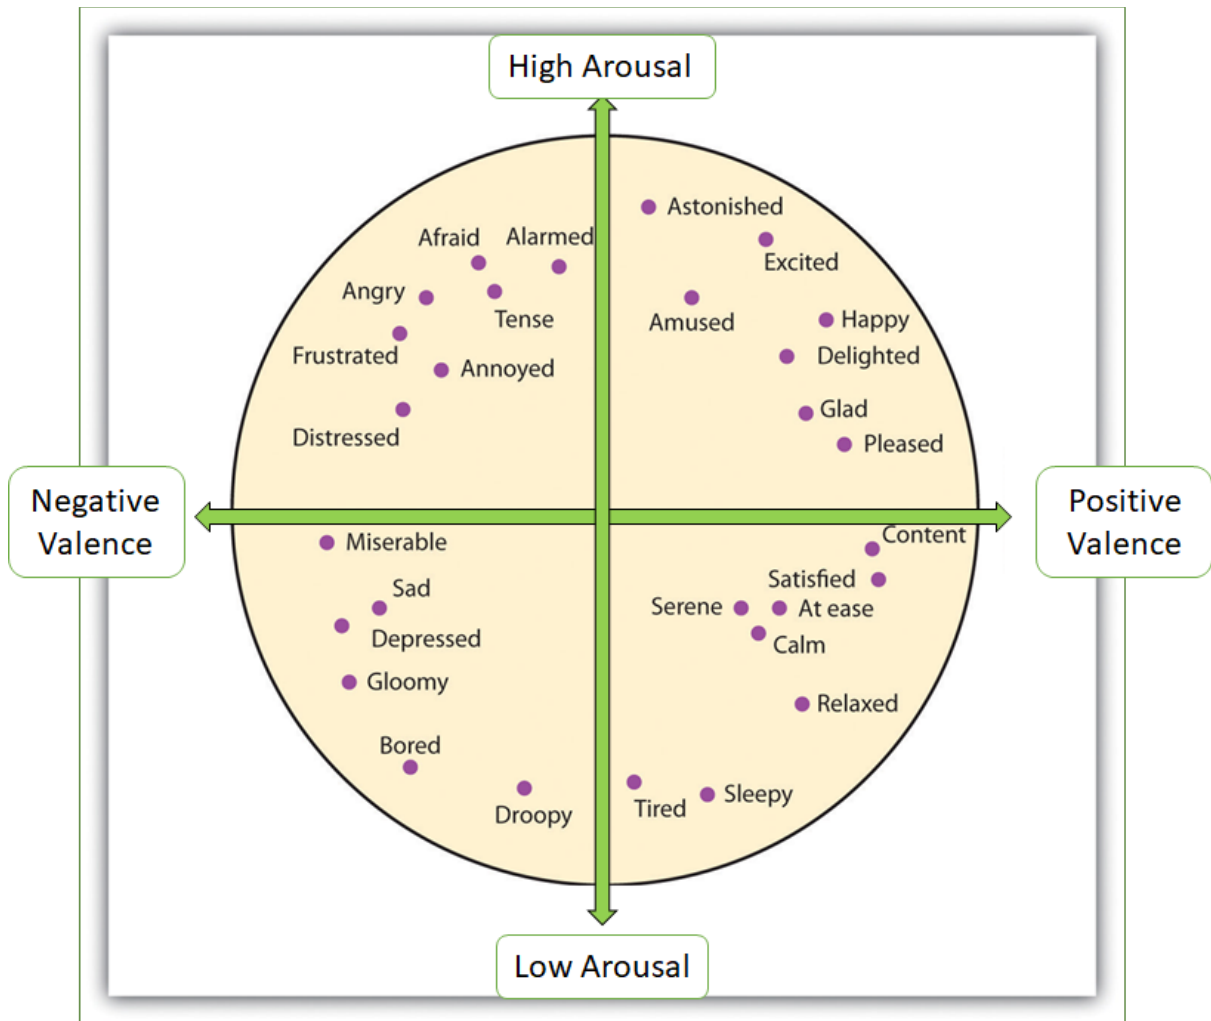 High Arousal
Astonished
Afraid
Alarmed
Excited
Angry
Tense
Amused
Happy
Frustrated
Annoyed
Delighted
Glad
Distressed
Pleased
Negative
Valence
Positive
Valence
Miserable
Content
Sad
Satisfied
Serene
At ease
Depressed
Calm
Gloomy
Relaxed
Bored
Droopy
Tired
Sleepy
Low Arousal